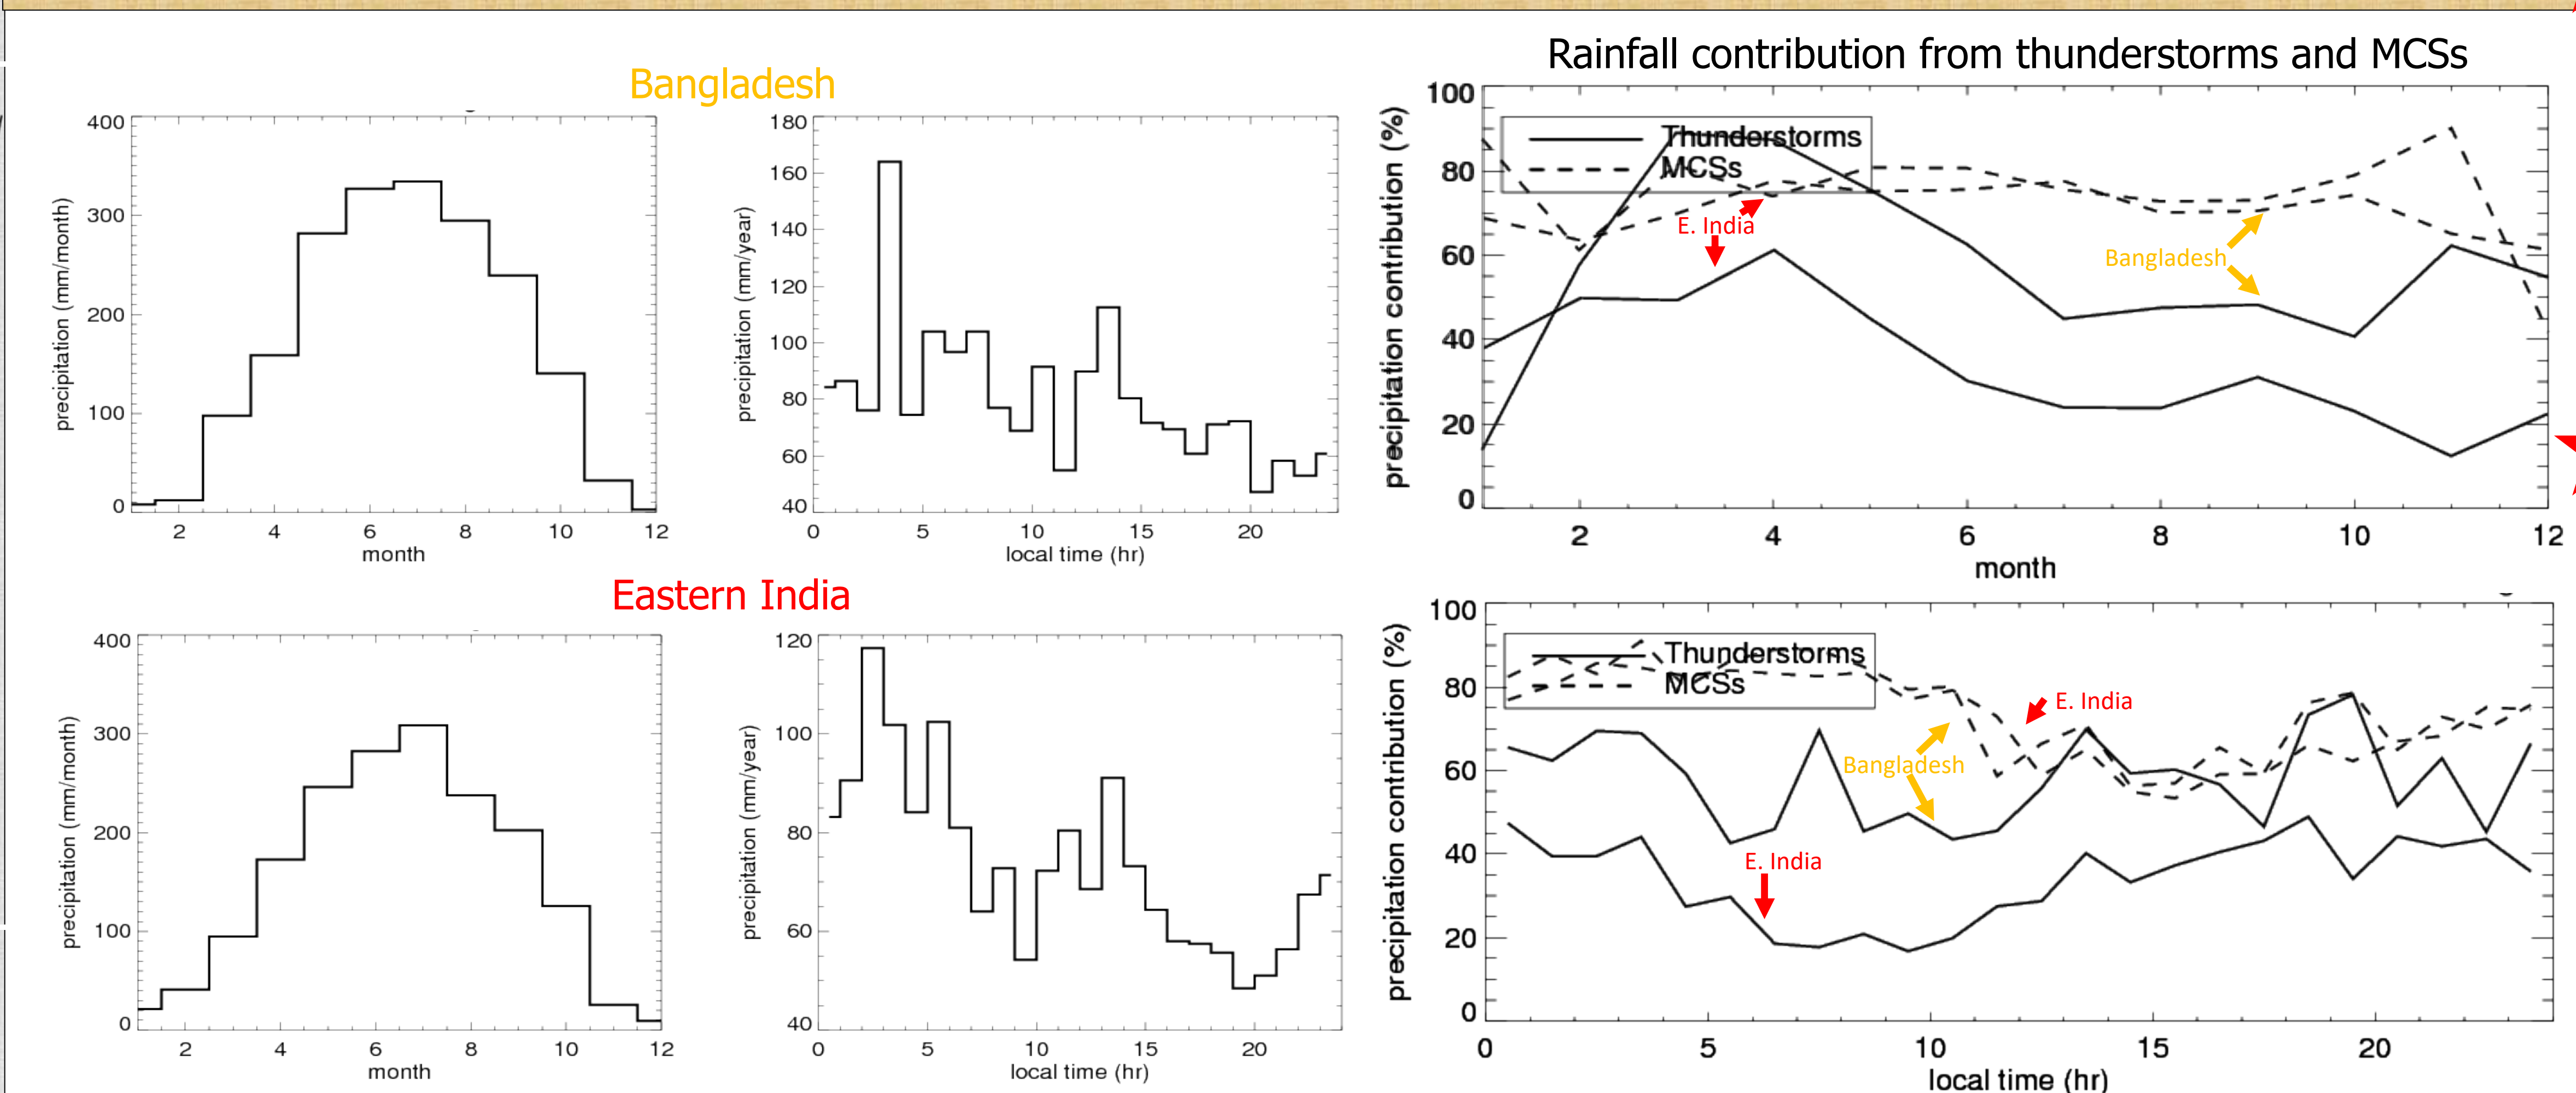 Rainfall contribution from thunderstorms and MCSs
Bangladesh
400
300
200
100
0
precipitation (mm/month)
2 4 6 8 10 12
month
180
160
140
120
100
80
60
40
precipitation (mm/year)
0 5 10 15 20
local time (hr)
100
80
60
40
20
0
precipitation contribution (%)
Thunderstorms
MCSs
E. India
Bangladesh
2 4 6 8 10 12
month
Eastern India
400
300
200
100
0
precipitation (mm/month)
2 4 6 8 10 12
month
120
100
80
60
40
precipitation (mm/year)
0 5 10 15 20
local time (hr)
100
80
60
40
20
0
precipitation contribution (%)
Thunderstorms
MCSs
E. India
Bangladesh
E. India
0 5 10 15 20
local time (hr)